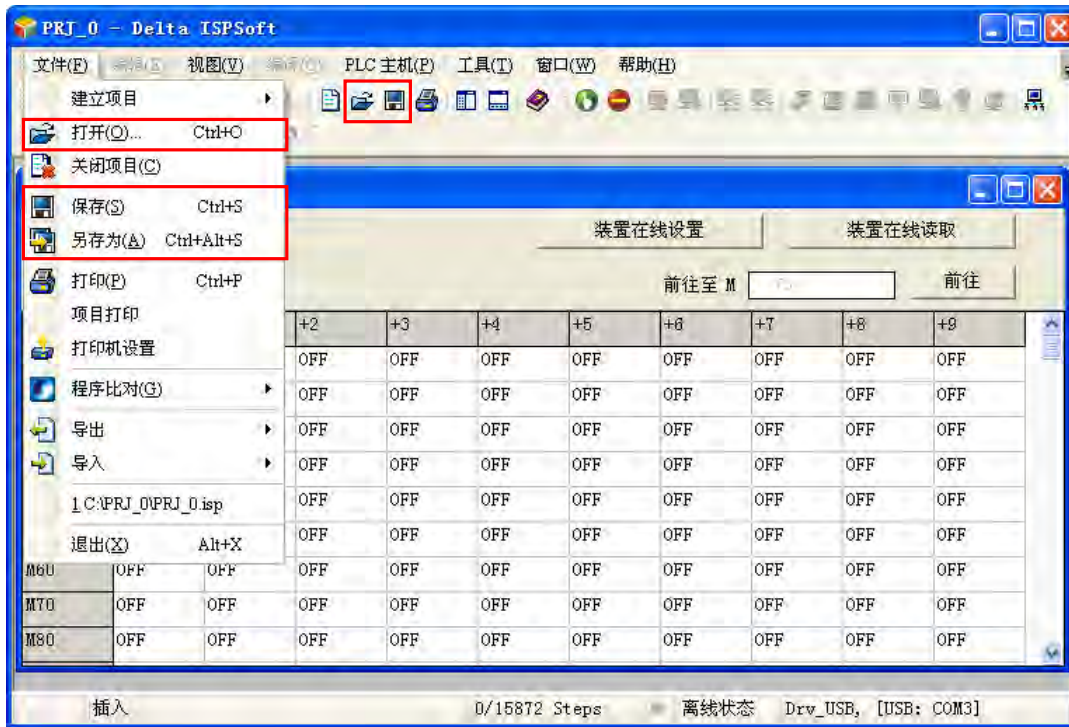 PRJ_0 - Delta ISPSoft
文件(F) 视图(V) PLC 主机(P) 工具(T) 窗口(W) 帮助(H)
建立项目
打开(O)... Ctrl+O
关闭项目(C)
保存(S) Ctrl+S
另存为(A) Ctrl+Alt+S
打印(P) Ctrl+P
项目打印
打印机设置
程序比对(G)
导出
导入
1 C:\PRJ_0\PRJ_0.isp
退出(X) Alt+X
装置在线设置 装置在线读取
前往至 M 前往
+2 +3 +4 +5 +6 +7 +8 +9
OFF OFF OFF OFF OFF OFF OFF OFF
OFF OFF OFF OFF OFF OFF OFF OFF
OFF OFF OFF OFF OFF OFF OFF OFF
OFF OFF OFF OFF OFF OFF OFF OFF
OFF OFF OFF OFF OFF OFF OFF OFF
OFF OFF OFF OFF OFF OFF OFF OFF
M60 OFF OFF OFF OFF OFF OFF OFF OFF OFF OFF
M70 OFF OFF OFF OFF OFF OFF OFF OFF OFF OFF
M80 OFF OFF OFF OFF OFF OFF OFF OFF OFF OFF
插入 0/15872 Steps 离线状态 Drv_USB, [USB: COM3]